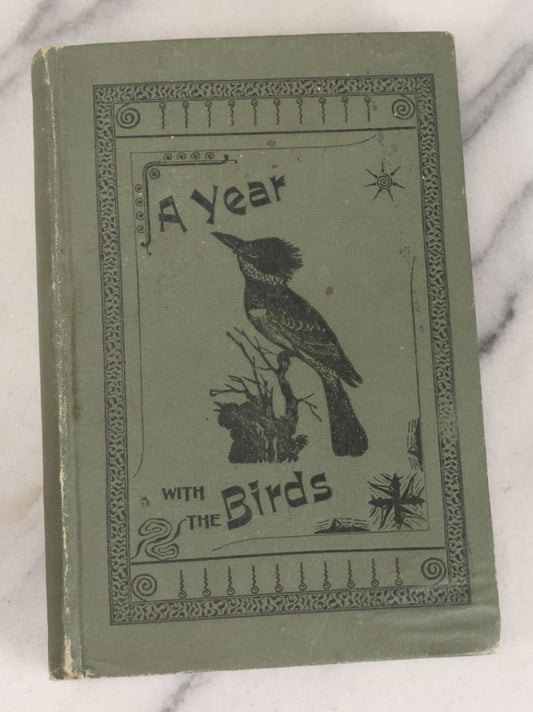 A Year
WITH
THE Birds